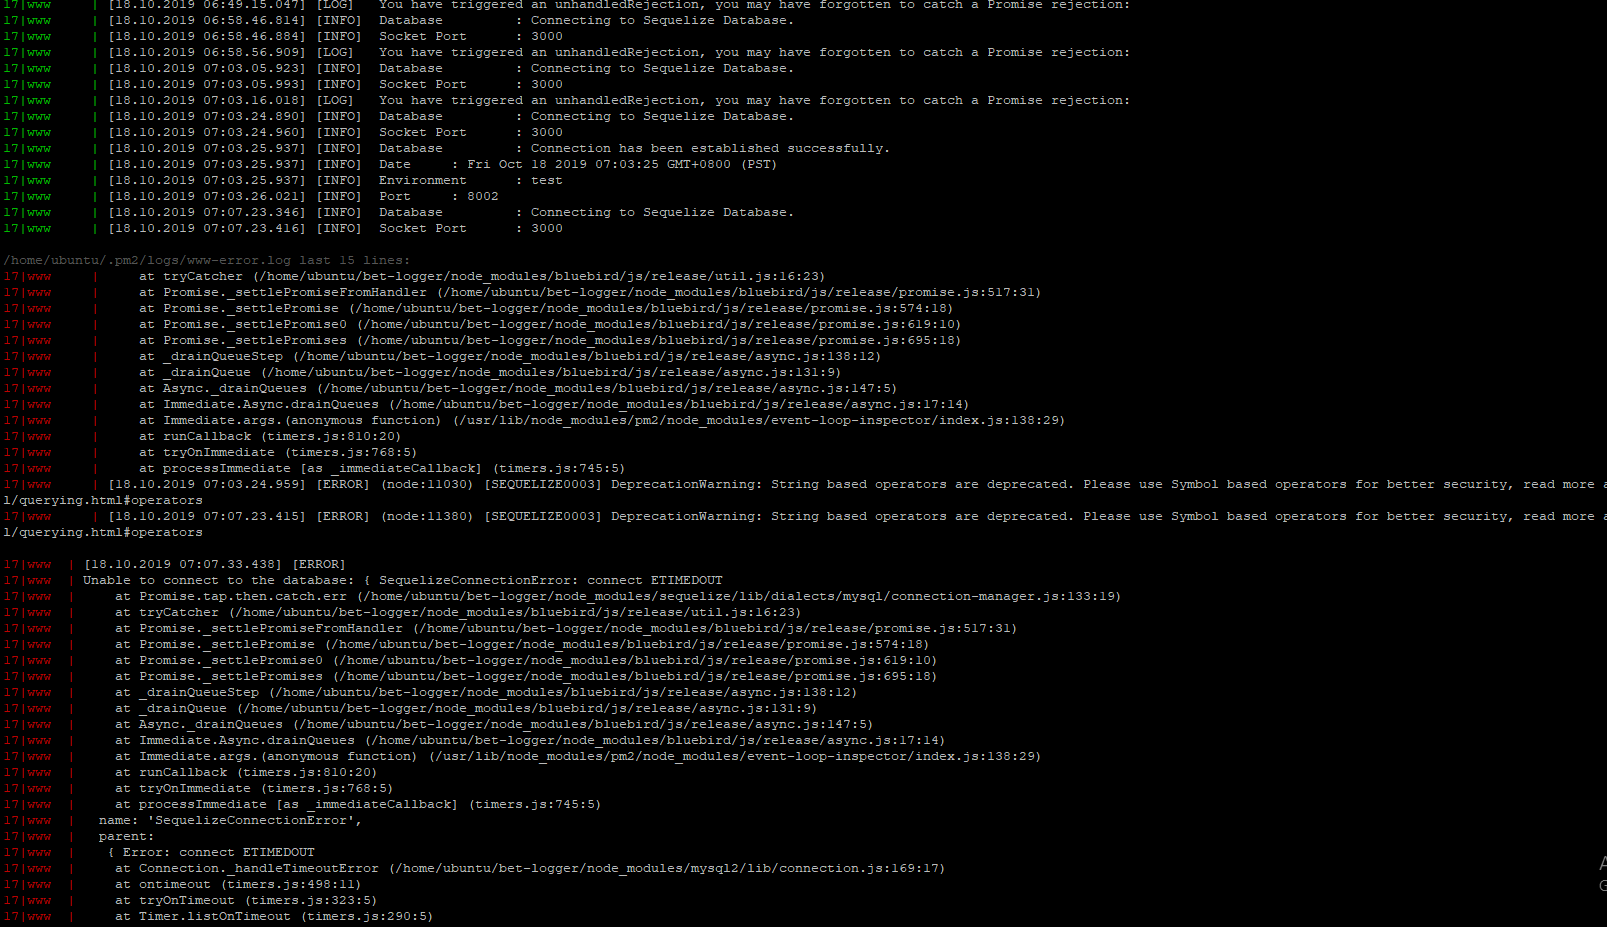 17|www      | [18.10.2019 06:49.15.047] [LOG]   You have triggered an unhandledRejection, you may have forgotten to catch a Promise rejection:
17|www      | [18.10.2019 06:58.46.814] [INFO]  Database         : Connecting to Sequelize Database.
17|www      | [18.10.2019 06:58.46.884] [INFO]  Socket Port      : 3000
17|www      | [18.10.2019 06:58.56.909] [LOG]   You have triggered an unhandledRejection, you may have forgotten to catch a Promise rejection:
17|www      | [18.10.2019 07:03.05.923] [INFO]  Database         : Connecting to Sequelize Database.
17|www      | [18.10.2019 07:03.05.993] [INFO]  Socket Port      : 3000
17|www      | [18.10.2019 07:03.16.018] [LOG]   You have triggered an unhandledRejection, you may have forgotten to catch a Promise rejection:
17|www      | [18.10.2019 07:03.24.890] [INFO]  Database         : Connecting to Sequelize Database.
17|www      | [18.10.2019 07:03.24.960] [INFO]  Socket Port      : 3000
17|www      | [18.10.2019 07:03.25.937] [INFO]  Database         : Connection has been established successfully.
17|www      | [18.10.2019 07:03.25.937] [INFO]  Date     : Fri Oct 18 2019 07:03:25 GMT+0800 (PST)
17|www      | [18.10.2019 07:03.25.937] [INFO]  Environment      : test
17|www      | [18.10.2019 07:03.26.021] [INFO]  Port     : 8002
17|www      | [18.10.2019 07:07.23.346] [INFO]  Database         : Connecting to Sequelize Database.
17|www      | [18.10.2019 07:07.23.416] [INFO]  Socket Port      : 3000
/home/ubuntu/.pm2/logs/www-error.log last 15 lines:
17|www      |     at tryCatcher (/home/ubuntu/bet-logger/node_modules/bluebird/js/release/util.js:16:23)
17|www      |     at Promise._settlePromiseFromHandler (/home/ubuntu/bet-logger/node_modules/bluebird/js/release/promise.js:517:31)
17|www      |     at Promise._settlePromise (/home/ubuntu/bet-logger/node_modules/bluebird/js/release/promise.js:574:18)
17|www      |     at Promise._settlePromise0 (/home/ubuntu/bet-logger/node_modules/bluebird/js/release/promise.js:619:10)
17|www      |     at Promise._settlePromises (/home/ubuntu/bet-logger/node_modules/bluebird/js/release/promise.js:695:18)
17|www      |     at _drainQueueStep (/home/ubuntu/bet-logger/node_modules/bluebird/js/release/async.js:138:12)
17|www      |     at _drainQueue (/home/ubuntu/bet-logger/node_modules/bluebird/js/release/async.js:131:9)
17|www      |     at Async._drainQueues (/home/ubuntu/bet-logger/node_modules/bluebird/js/release/async.js:147:5)
17|www      |     at Immediate.Async.drainQueues (/home/ubuntu/bet-logger/node_modules/bluebird/js/release/async.js:17:14)
17|www      |     at Immediate.args.(anonymous function) (/usr/lib/node_modules/pm2/node_modules/event-loop-inspector/index.js:138:29)
17|www      |     at runCallback (timers.js:810:20)
17|www      |     at tryOnImmediate (timers.js:768:5)
17|www      |     at processImmediate [as _immediateCallback] (timers.js:745:5)
17|www      | [18.10.2019 07:03.24.959] [ERROR] (node:11030) [SEQUELIZE0003] DeprecationWarning: String based operators are deprecated. Please use Symbol based operators for better security, read more a
l/querying.html#operators
17|www      | [18.10.2019 07:07.23.415] [ERROR] (node:11380) [SEQUELIZE0003] DeprecationWarning: String based operators are deprecated. Please use Symbol based operators for better security, read more a
l/querying.html#operators
17|www  | [18.10.2019 07:07.33.438] [ERROR]
17|www  | Unable to connect to the database: { SequelizeConnectionError: connect ETIMEDOUT
17|www  |     at Promise.tap.then.catch.err (/home/ubuntu/bet-logger/node_modules/sequelize/lib/dialects/mysql/connection-manager.js:133:19)
17|www  |     at tryCatcher (/home/ubuntu/bet-logger/node_modules/bluebird/js/release/util.js:16:23)
17|www  |     at Promise._settlePromiseFromHandler (/home/ubuntu/bet-logger/node_modules/bluebird/js/release/promise.js:517:31)
17|www  |     at Promise._settlePromise (/home/ubuntu/bet-logger/node_modules/bluebird/js/release/promise.js:574:18)
17|www  |     at Promise._settlePromise0 (/home/ubuntu/bet-logger/node_modules/bluebird/js/release/promise.js:619:10)
17|www  |     at Promise._settlePromises (/home/ubuntu/bet-logger/node_modules/bluebird/js/release/promise.js:695:18)
17|www  |     at _drainQueueStep (/home/ubuntu/bet-logger/node_modules/bluebird/js/release/async.js:138:12)
17|www  |     at _drainQueue (/home/ubuntu/bet-logger/node_modules/bluebird/js/release/async.js:131:9)
17|www  |     at Async._drainQueues (/home/ubuntu/bet-logger/node_modules/bluebird/js/release/async.js:147:5)
17|www  |     at Immediate.Async.drainQueues (/home/ubuntu/bet-logger/node_modules/bluebird/js/release/async.js:17:14)
17|www  |     at Immediate.args.(anonymous function) (/usr/lib/node_modules/pm2/node_modules/event-loop-inspector/index.js:138:29)
17|www  |     at runCallback (timers.js:810:20)
17|www  |     at tryOnImmediate (timers.js:768:5)
17|www  |     at processImmediate [as _immediateCallback] (timers.js:745:5)
17|www  |   name: 'SequelizeConnectionError',
17|www  |   parent:
17|www  |    { Error: connect ETIMEDOUT
17|www  |     at Connection._handleTimeoutError (/home/ubuntu/bet-logger/node_modules/mysql2/lib/connection.js:169:17)
17|www  |     at ontimeout (timers.js:498:11)
17|www  |     at tryOnTimeout (timers.js:323:5)
17|www  |     at Timer.listOnTimeout (timers.js:290:5)